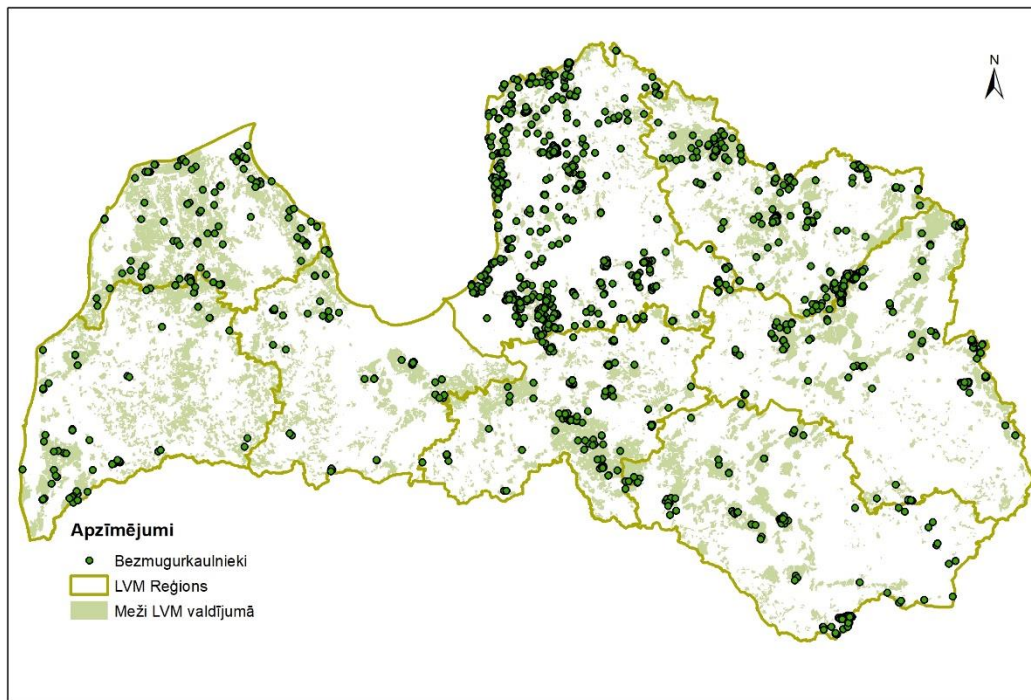 N
Apzīmējumi
Bezmugurkaulnieki
LVM Reģions
Meži LVM valdījumā